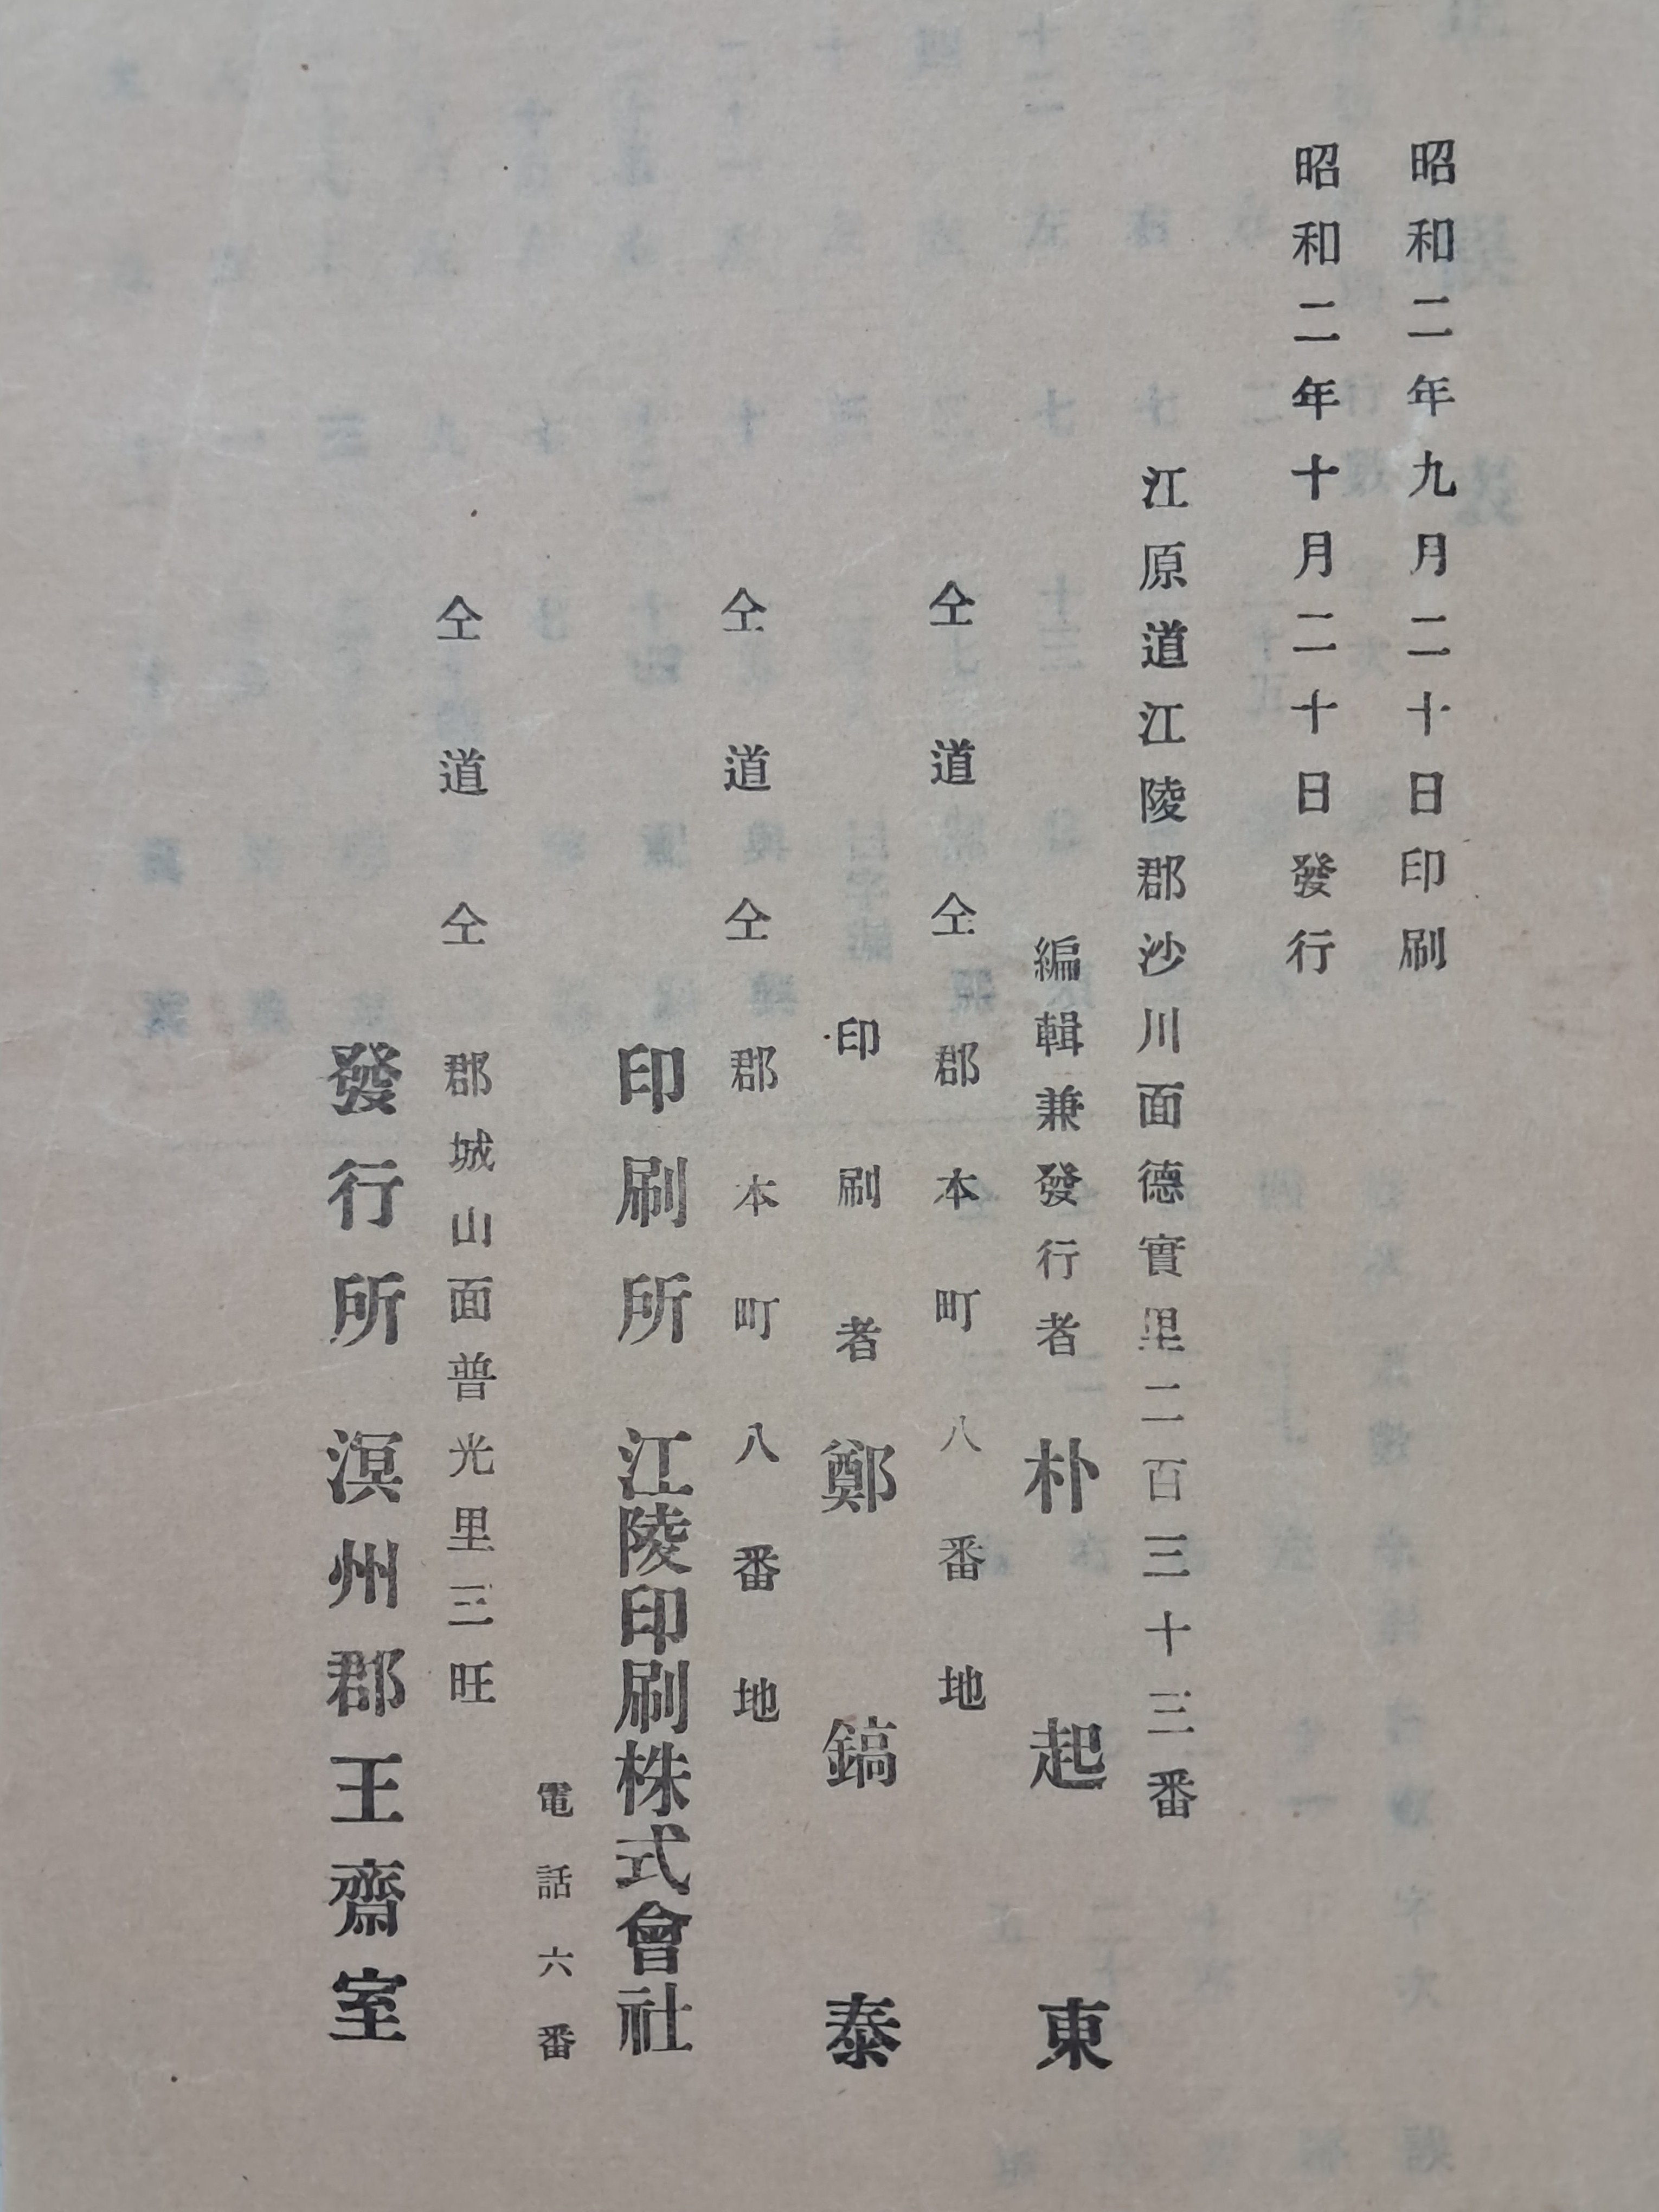 昭和二年九月二十日印刷
昭和二年十月二十日發行
江原道江陵郡沙川面德實里二百三十三番
編輯兼發行者 朴起東
仝道仝郡本町八番地
印刷者 鄭鎬泰
仝道仝郡本町八番地
印刷所 江陵印刷株式會社
電話六番
仝道仝郡城山面普光里三旺
發行所 溟州郡王齋室